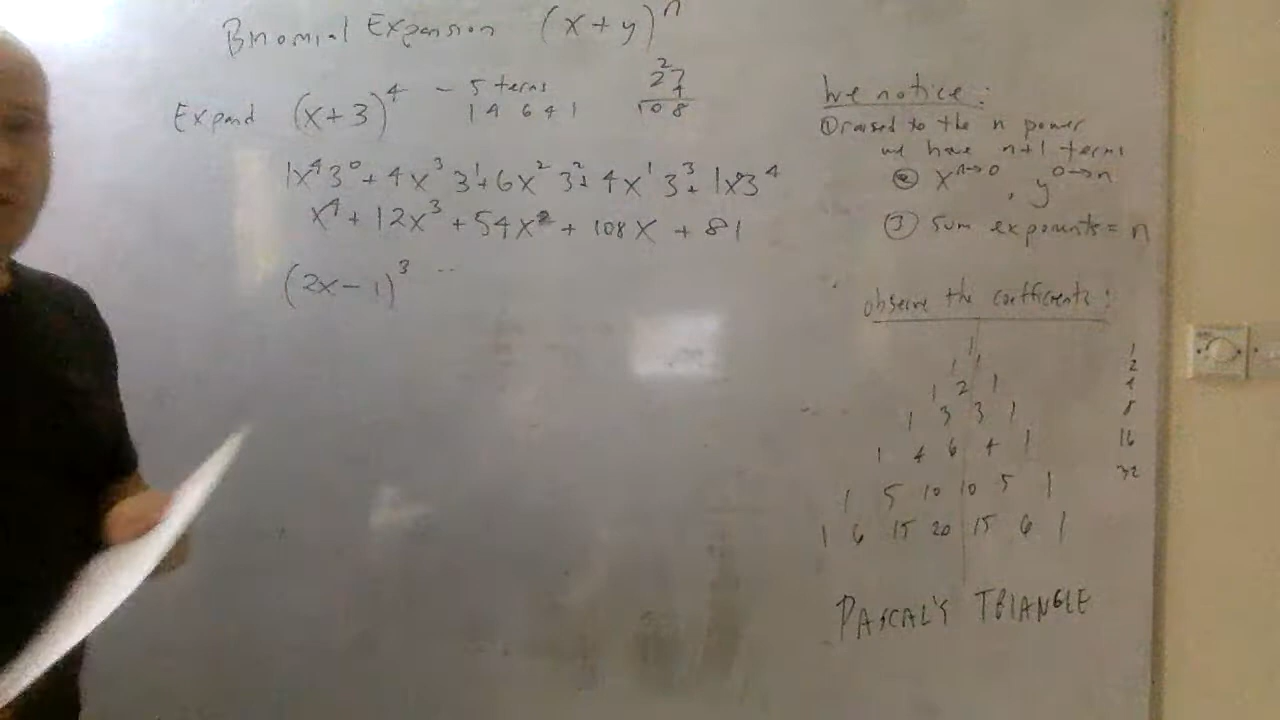 Binomial Expansion (x+y)^n
Expand (x+3)^4 - 5 terms
1 4 6 4 1
2
27
4
108
1x^4 3^0 + 4x^3 3^1 + 6x^2 3^2 + 4x^1 3^3 + 1x^0 3^4
x^4 + 12x^3 + 54x^2 + 108x + 81
(2x-1)^3 ..
We notice:
① raised to the n power
we have n+1 terms
② x^n→0, y^0→n
③ sum exponents = n
observe the coefficients:
1
1 1
1 2 1
1 3 3 1
1 4 6 4 1
1 5 10 10 5 1
1 6 15 20 15 6 1
1
2
4
8
16
32
PASCAL'S TRIANGLE